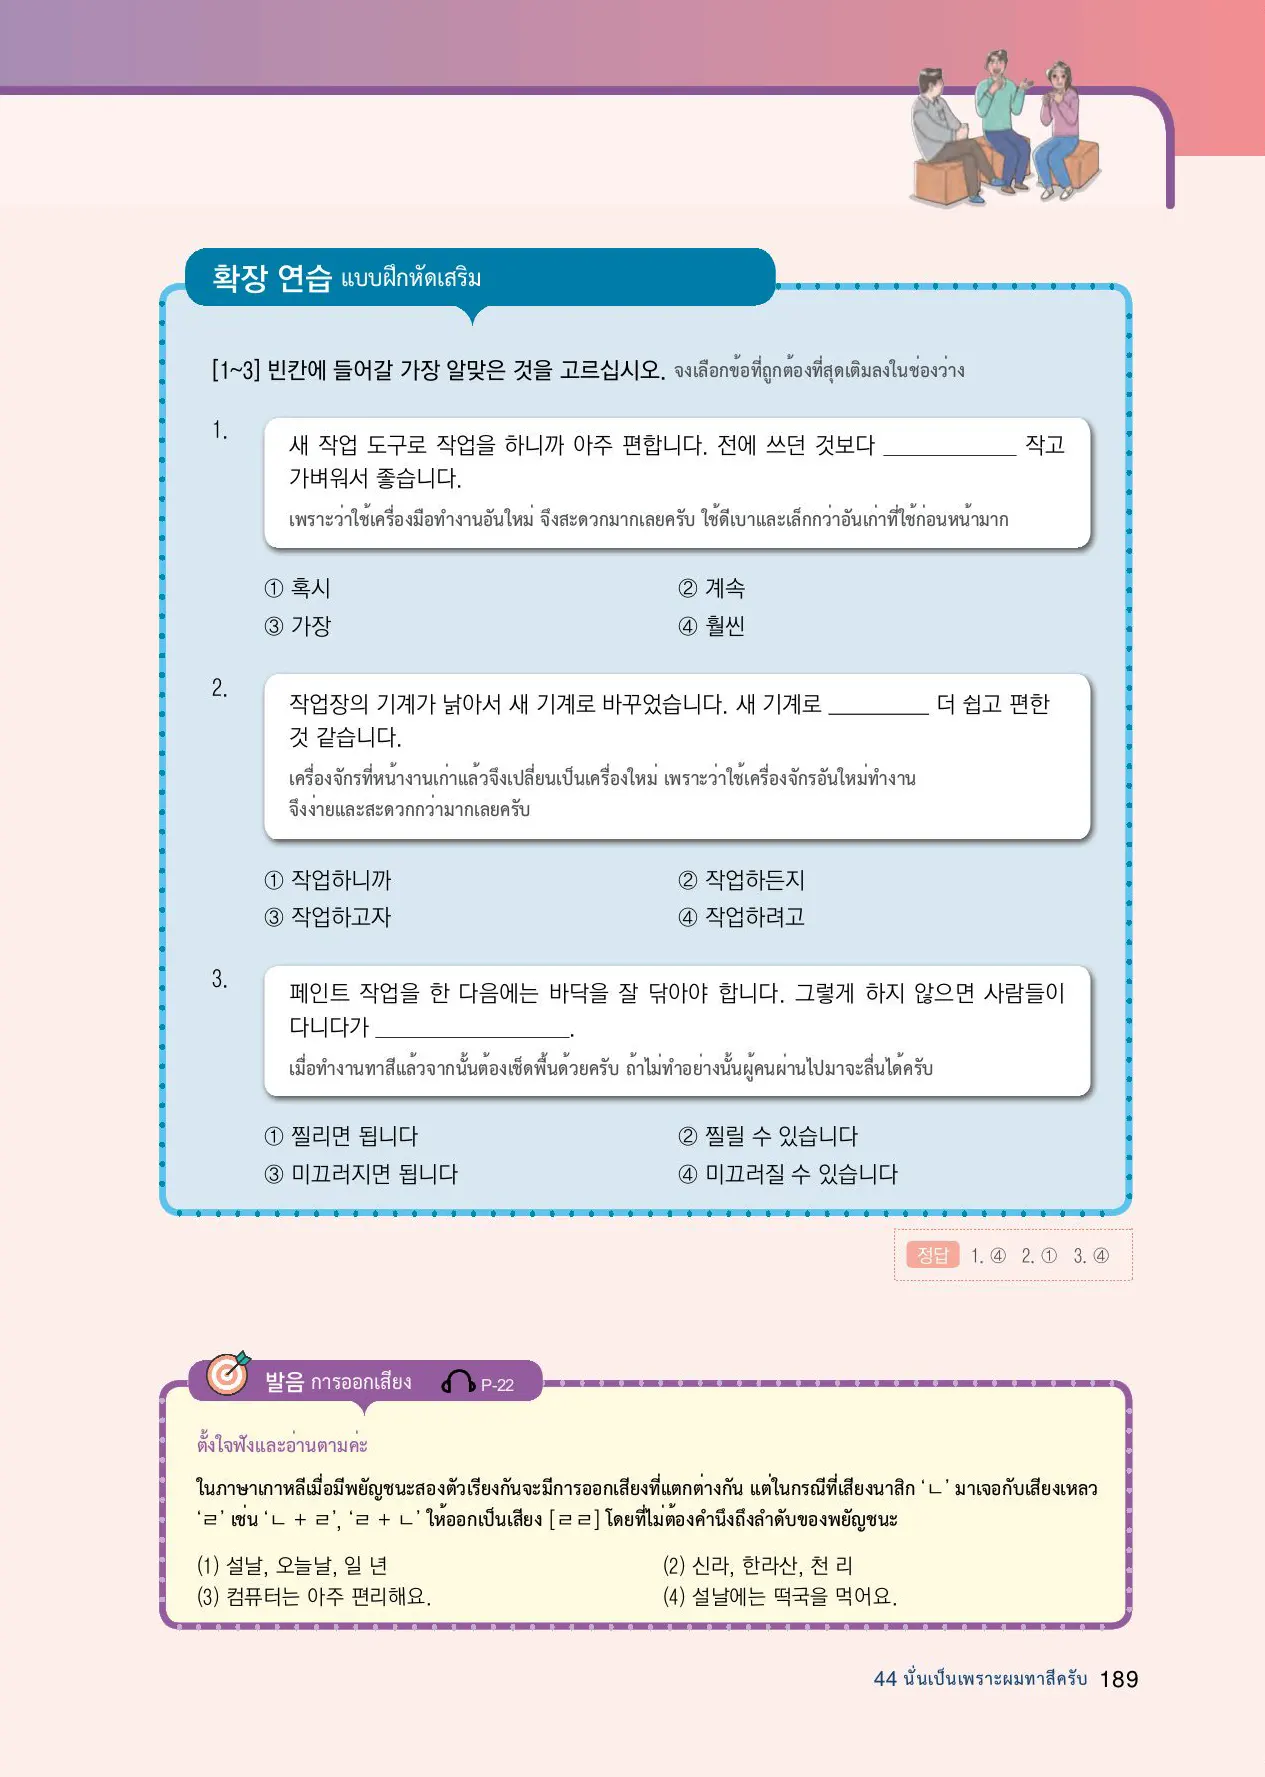 확장 연습 แบบฝึกหัดเสริม
[1~3] 빈칸에 들어갈 가장 알맞은 것을 고르십시오. จงเลือกข้อที่ถูกต้องที่สุดเติมลงในช่องว่าง
1.
새 작업 도구로 작업을 하니까 아주 편합니다. 전에 쓰던 것보다 ____________ 작고
가벼워서 좋습니다.
เพราะว่าใช้เครื่องมือทำงานอันใหม่ จึงสะดวกมากเลยครับ ใช้ดีเบาและเล็กกว่าอันเก่าที่ใช้ก่อนหน้ามาก
① 혹시 ② 계속
③ 가장 ④ 훨씬
2.
작업장의 기계가 낡아서 새 기계로 바꾸었습니다. 새 기계로 _________ 더 쉽고 편한
것 같습니다.
เครื่องจักรที่หน้างานเก่าแล้วจึงเปลี่ยนเป็นเครื่องใหม่ เพราะว่าใช้เครื่องจักรอันใหม่ทำงาน
จึงง่ายและสะดวกกว่ามากเลยครับ
① 작업하니까 ② 작업하든지
③ 작업하고자 ④ 작업하려고
3.
페인트 작업을 한 다음에는 바닥을 잘 닦아야 합니다. 그렇게 하지 않으면 사람들이
다니다가 _________________.
เมื่อทำงานทาสีแล้วจากนั้นต้องเช็ดพื้นด้วยครับ ถ้าไม่ทำอย่างนั้นผู้คนผ่านไปมาจะลื่นได้ครับ
① 찔리면 됩니다 ② 찔릴 수 있습니다
③ 미끄러지면 됩니다 ④ 미끄러질 수 있습니다
정답 1. ④ 2. ① 3. ④
발음 การออกเสียง P-22
ตั้งใจฟังและอ่านตามค่ะ
ในภาษาเกาหลีเมื่อมีพยัญชนะสองตัวเรียงกันจะมีการออกเสียงที่แตกต่างกัน แต่ในกรณีที่เสียงนาสิก ‘ㄴ’ มาเจอกับเสียงเหลว
‘ㄹ’ เช่น ‘ㄴ + ㄹ’, ‘ㄹ + ㄴ’ ให้ออกเป็นเสียง [ㄹㄹ] โดยที่ไม่ต้องคำนึงถึงลำดับของพยัญชนะ
(1) 설날, 오늘날, 일 년 (2) 신라, 한라산, 천 리
(3) 컴퓨터는 아주 편리해요. (4) 설날에는 떡국을 먹어요.
44 นั่นเป็นเพราะผมทาสีครับ 189